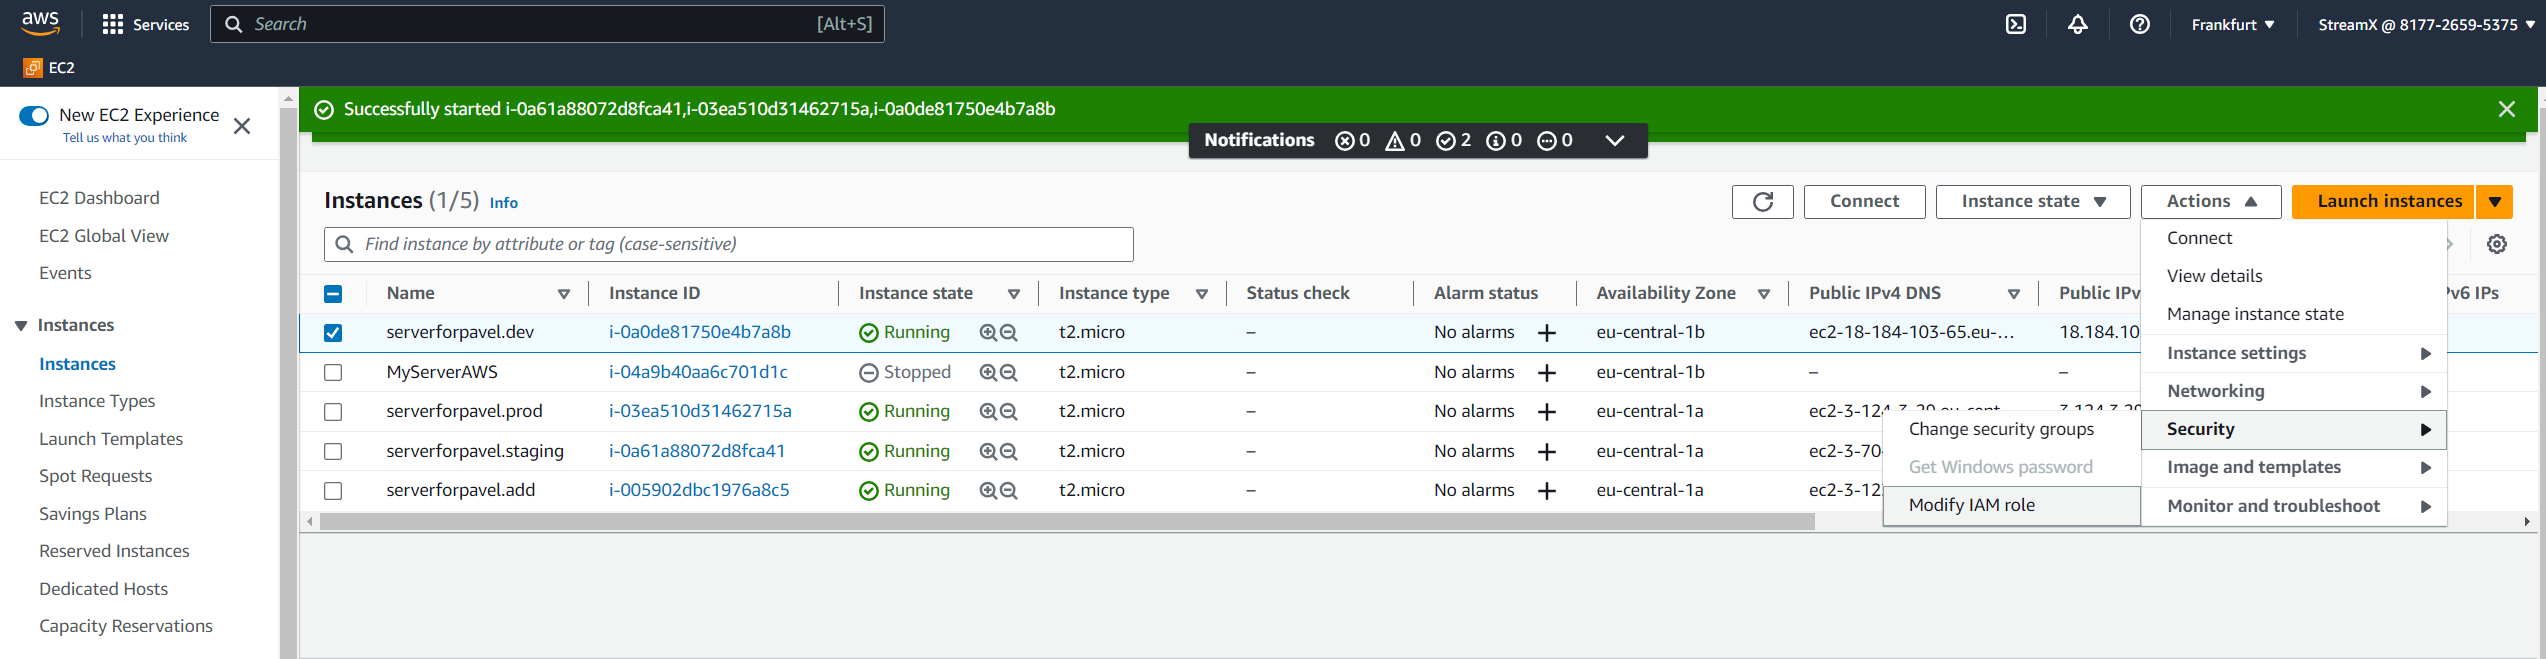 aws
Services
Search
[Alt+S]
Frankfurt
StreamX @ 8177-2659-5375
EC2
New EC2 Experience
Tell us what you think
EC2 Dashboard
EC2 Global View
Events
Instances
Instances
Instance Types
Launch Templates
Spot Requests
Savings Plans
Reserved Instances
Dedicated Hosts
Capacity Reservations
Successfully started i-0a61a88072d8fca41,i-03ea510d31462715a,i-0a0de81750e4b7a8b
Notifications 0 0 2 0 0
Instances (1/5) Info
Connect
Instance state
Actions
Launch instances
Find instance by attribute or tag (case-sensitive)
Name Instance ID Instance state Instance type Status check Alarm status Availability Zone Public IPv4 DNS Public IPv v6 IPs
serverforpavel.dev i-0a0de81750e4b7a8b Running t2.micro – No alarms + eu-central-1b ec2-18-184-103-65.eu-... 18.184.10
MyServerAWS i-04a9b40aa6c701d1c Stopped t2.micro – No alarms + eu-central-1b – –
serverforpavel.prod i-03ea510d31462715a Running t2.micro – No alarms + eu-central-1a ec2-3-124-3-29.eu-cent
serverforpavel.staging i-0a61a88072d8fca41 Running t2.micro – No alarms + eu-central-1a ec2-3-70
serverforpavel.add i-005902dbc1976a8c5 Running t2.micro – No alarms + eu-central-1a ec2-3-12
Connect
View details
Manage instance state
Instance settings
Networking
Security
Image and templates
Monitor and troubleshoot
Change security groups
Get Windows password
Modify IAM role